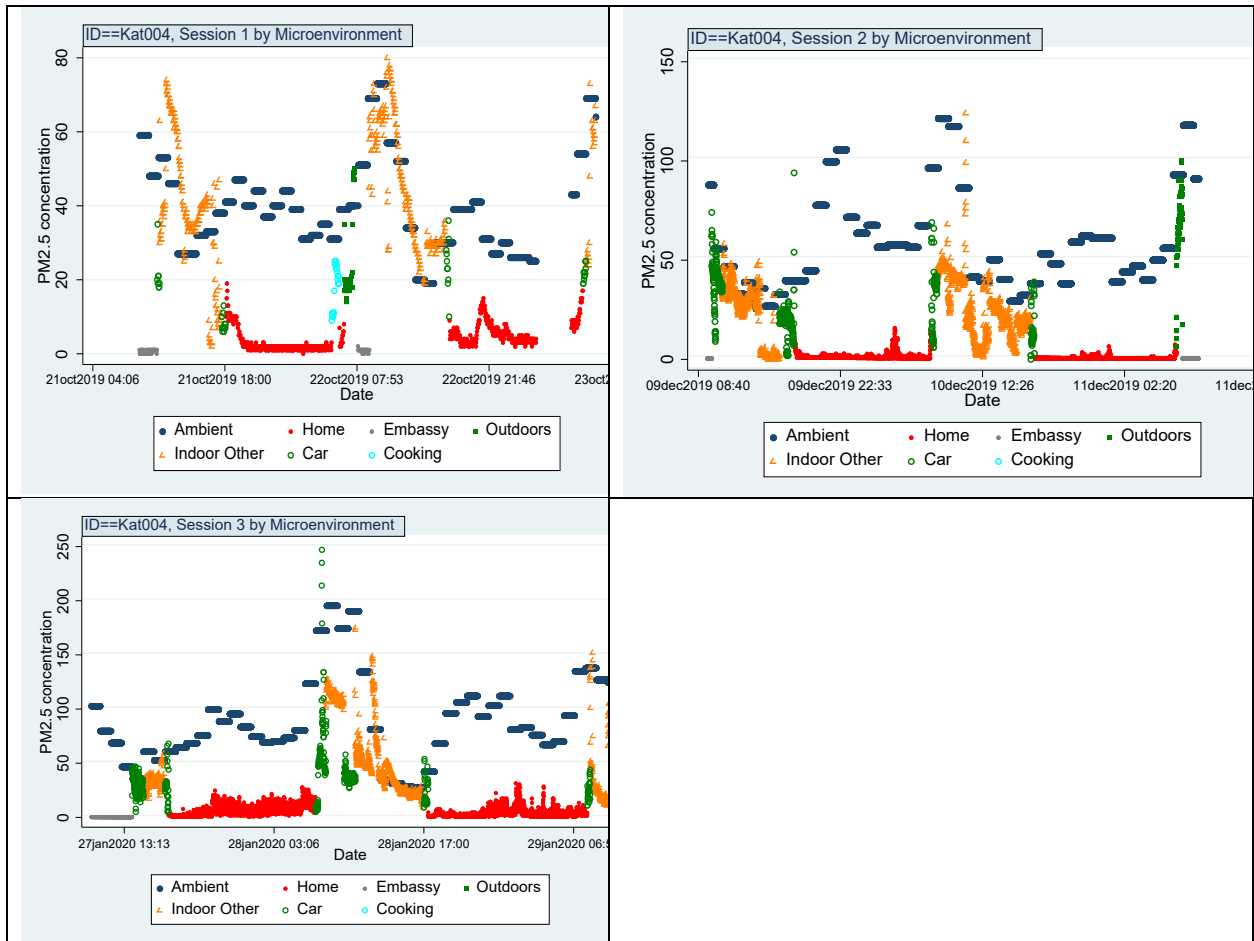 ID==Kat004, Session 1 by Microenvironment
80
60
40
20
0
PM2.5 concentration
21oct2019 04:06 21oct2019 18:00 22oct2019 07:53 22oct2019 21:46 23oct2
Date
Ambient Home Embassy Outdoors
Indoor Other Car Cooking
ID==Kat004, Session 2 by Microenvironment
150
100
50
0
PM2.5 concentration
09dec2019 08:40 09dec2019 22:33 10dec2019 12:26 11dec2019 02:20 11dec
Date
Ambient Home Embassy Outdoors
Indoor Other Car Cooking
ID==Kat004, Session 3 by Microenvironment
250
200
150
100
50
0
PM2.5 concentration
27jan2020 13:13 28jan2020 03:06 28jan2020 17:00 29jan2020 06:5
Date
Ambient Home Embassy Outdoors
Indoor Other Car Cooking